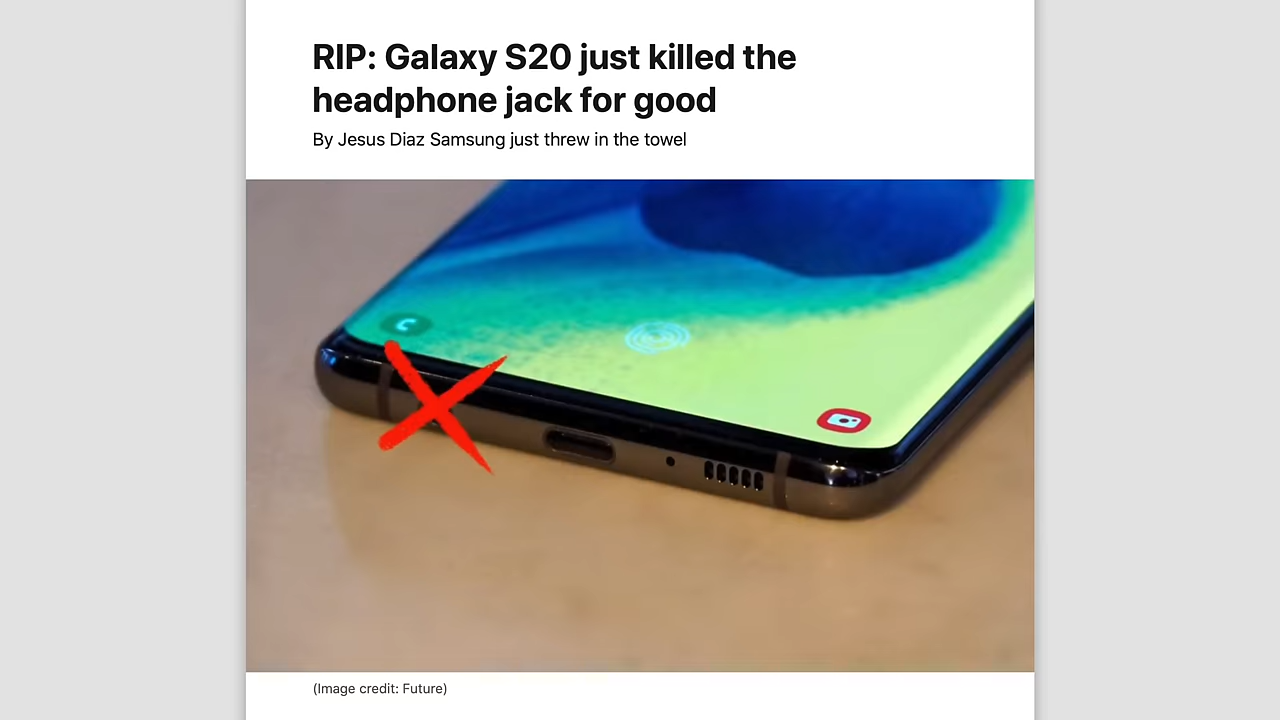 RIP: Galaxy S20 just killed the
headphone jack for good
By Jesus Diaz Samsung just threw in the towel
(Image credit: Future)